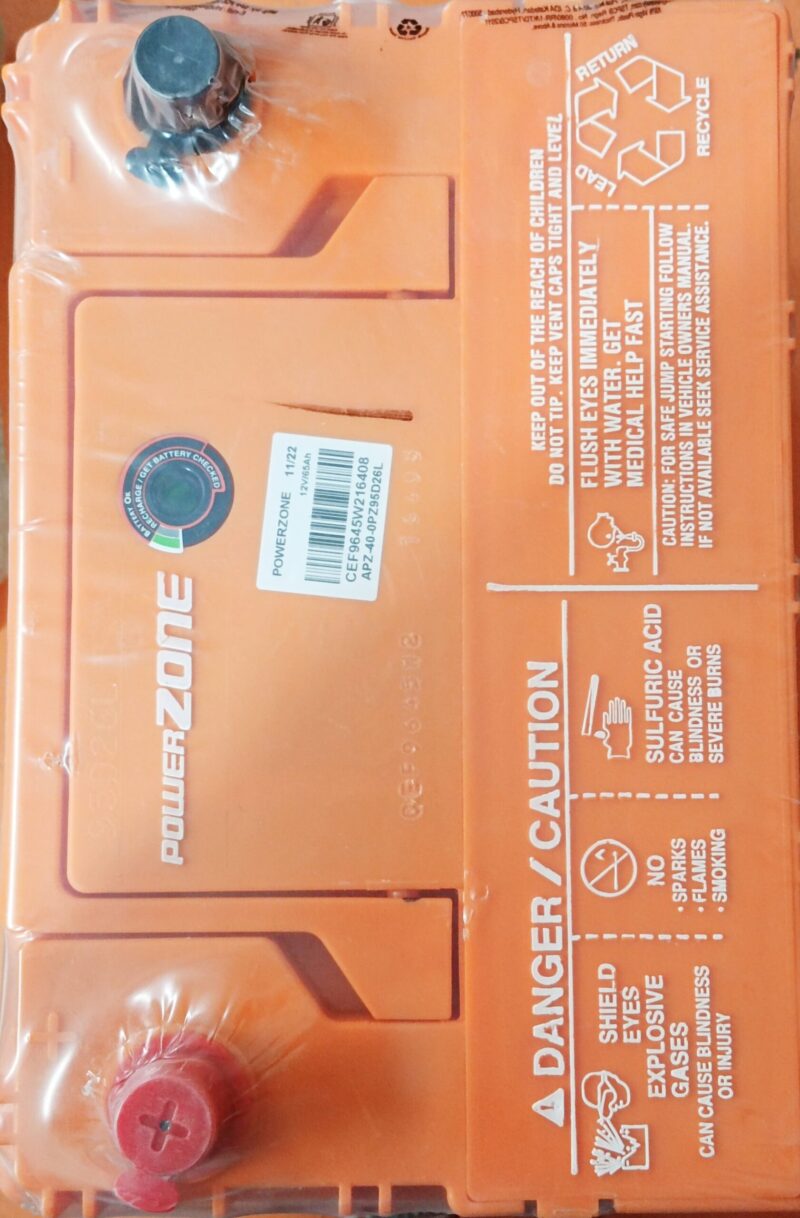 POWERZONE
BATTERY OK
RECHARGE / GET BATTERY CHECKED
POWERZONE 11/22
12V/65Ah
CEF9645W216408
APZ-40-0PZ95D26L
KEEP OUT OF THE REACH OF CHILDREN
DO NOT TIP. KEEP VENT CAPS TIGHT AND LEVEL
DANGER / CAUTION
SHIELD
EYES
EXPLOSIVE
GASES
CAN CAUSE BLINDNESS
OR INJURY
NO
· SPARKS
· FLAMES
· SMOKING
SULFURIC ACID
CAN CAUSE
BLINDNESS OR
SEVERE BURNS
FLUSH EYES IMMEDIATELY
WITH WATER. GET
MEDICAL HELP FAST
CAUTION: FOR SAFE JUMP STARTING FOLLOW
INSTRUCTIONS IN VEHICLE OWNERS MANUAL.
IF NOT AVAILABLE SEEK SERVICE ASSISTANCE.
RETURN
LEAD
RECYCLE